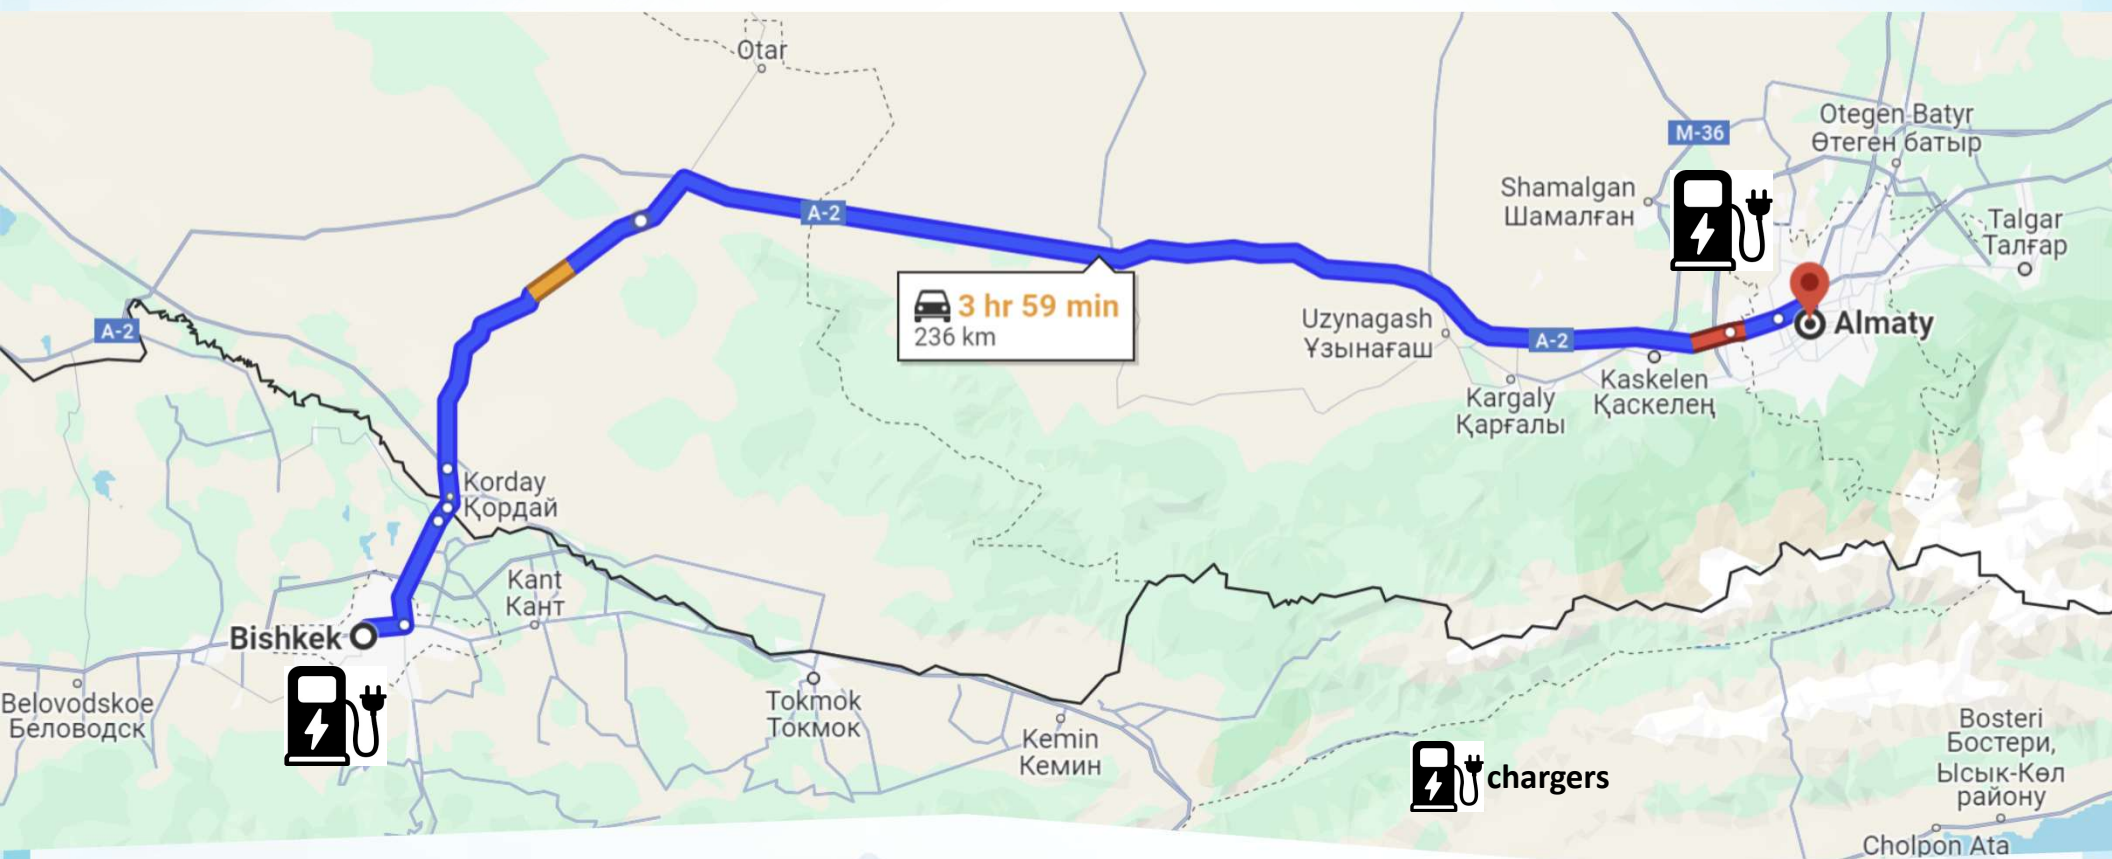 Otar
M-36
Otegen Batyr
Өтеген батыр
Shamalgan
Шамалған
Talgar
Талғар
A-2
3 hr 59 min
236 km
Uzynagash
Ұзынағаш
A-2
Almaty
A-2
Kargaly
Қарғалы
Kaskelen
Қаскелең
Korday
Қордай
Kant
Кант
Bishkek
Belovodskoe
Беловодск
Tokmok
Токмок
Kemin
Кемин
chargers
Bosteri
Бостери,
Ысык-Көл
району
Cholpon Ata